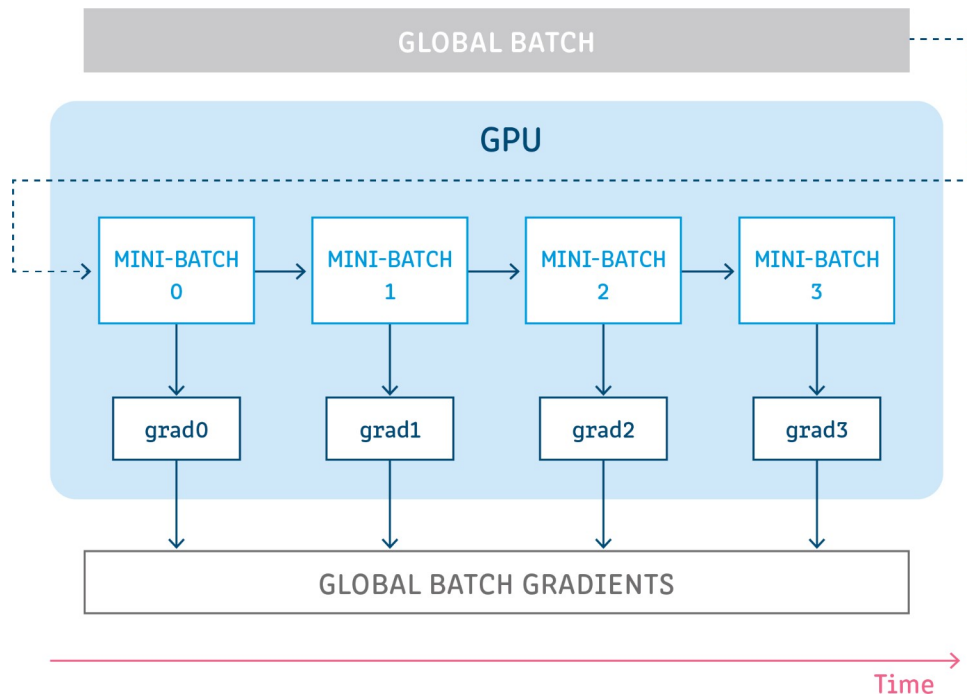 GLOBAL BATCH
GPU
MINI-BATCH
0
MINI-BATCH
1
MINI-BATCH
2
MINI-BATCH
3
grad0
grad1
grad2
grad3
GLOBAL BATCH GRADIENTS
Time